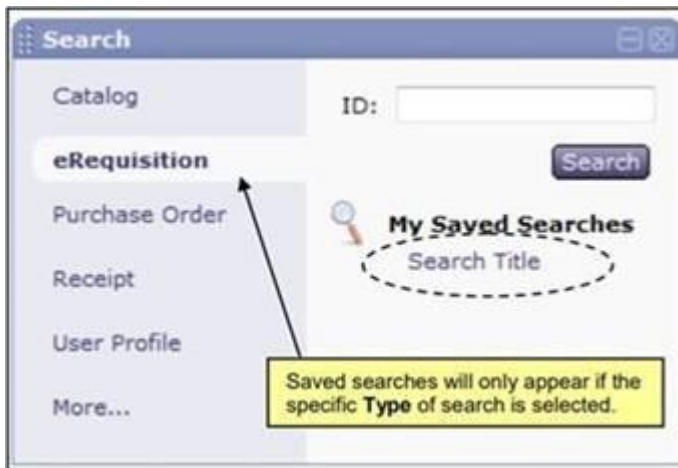 Search
Catalog
eRequisition
Purchase Order
Receipt
User Profile
More...
ID:
Search
My Saved Searches
Search Title
Saved searches will only appear if the
specific Type of search is selected.